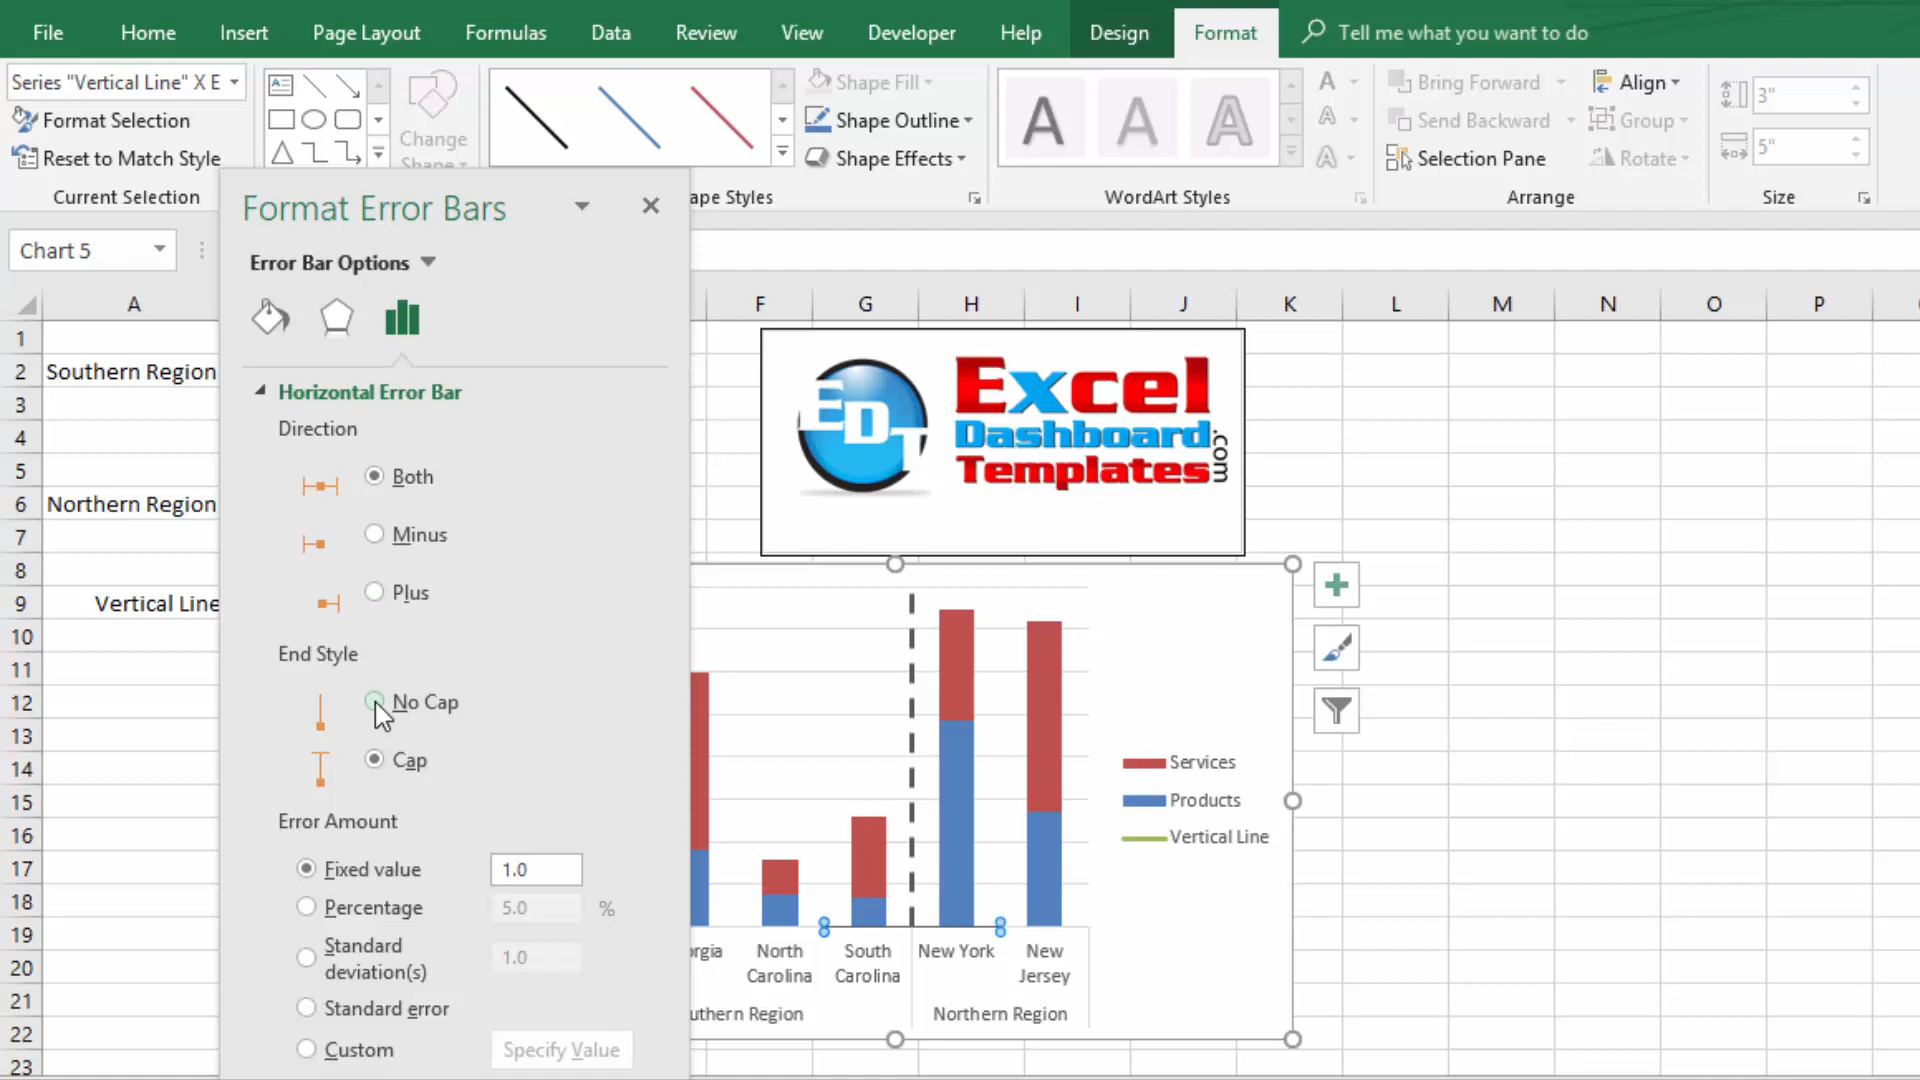 File Home Insert Page Layout Formulas Data Review View Developer Help Design Format Tell me what you want to do
Series "Vertical Line" X E
Format Selection
Reset to Match Style
Current Selection
Change
Shape
Shape Fill
Shape Outline
Shape Effects
ape Styles
WordArt Styles
Bring Forward
Send Backward
Selection Pane
Align
Group
Rotate
Arrange
3"
5"
Size
Chart 5
Format Error Bars
Error Bar Options
Horizontal Error Bar
Direction
Both
Minus
Plus
End Style
No Cap
Cap
Error Amount
Fixed value 1.0
Percentage 5.0 %
Standard
deviation(s) 1.0
Standard error
Custom Specify Value
A F G H I J K L M N O P
1
2 Southern Region
3
4
5
6 Northern Region
7
8
9 Vertical Line
10
11
12
13
14
15
16
17
18
19
20
21
22
23
EDT
Excel
Dashboard
Templates
.com
Services
Products
Vertical Line
rgia
North
Carolina
South
Carolina
New York
New
Jersey
uthern Region
Northern Region